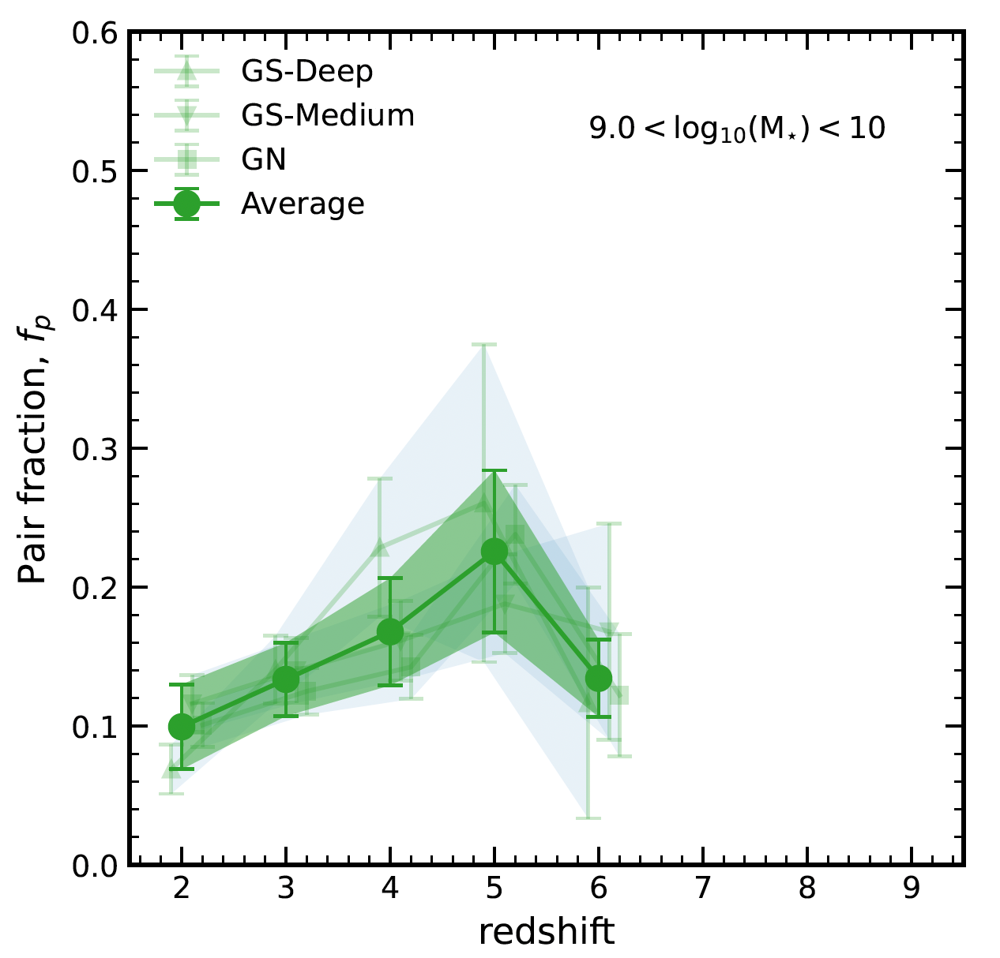 GS-Deep
GS-Medium
GN
Average
9.0 < log₁₀(M⋆) < 10
Pair fraction, fₚ
0.6
0.5
0.4
0.3
0.2
0.1
0.0
2 3 4 5 6 7 8 9
redshift